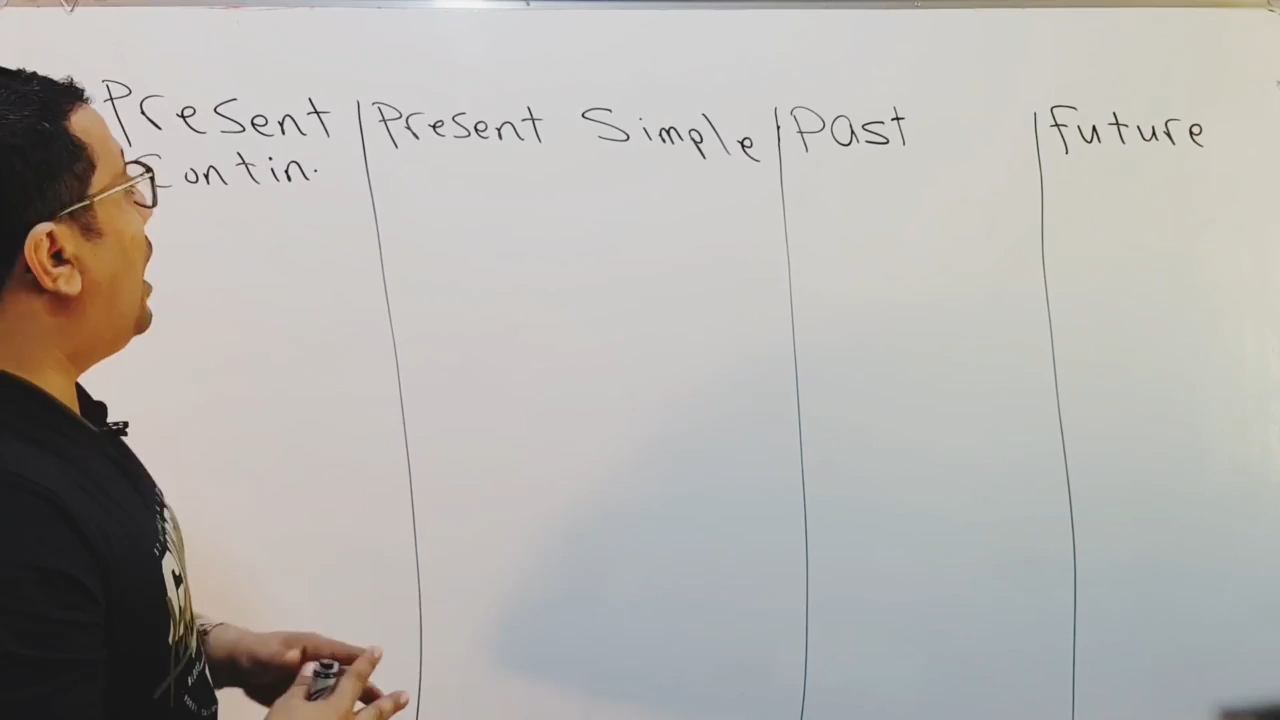 Present
Contin.
Present Simple
Past
future